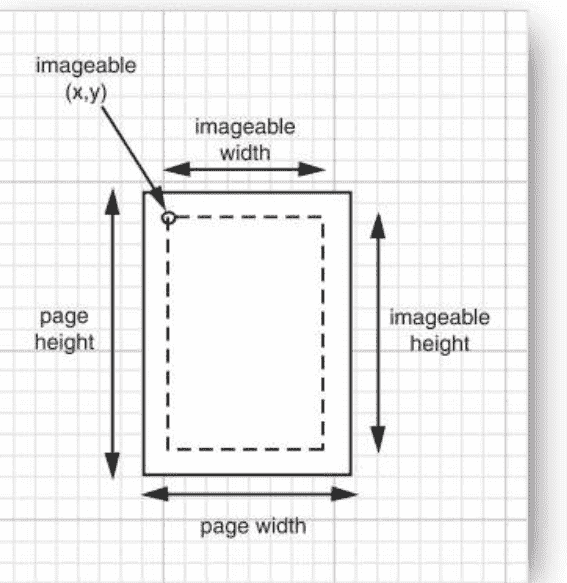 imageable
(x,y)
imageable
width
page
height
imageable
height
page width